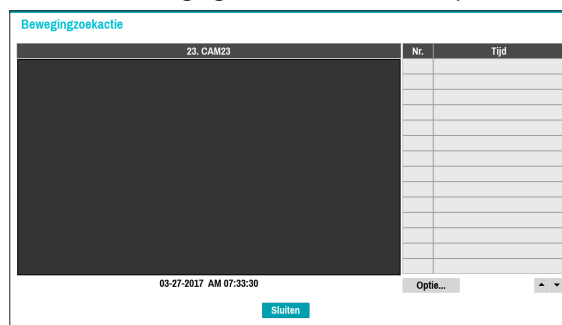 Bewegingzoekactie
23. CAM23 Nr. Tijd
03-27-2017 AM 07:33:30 Optie...
Sluiten